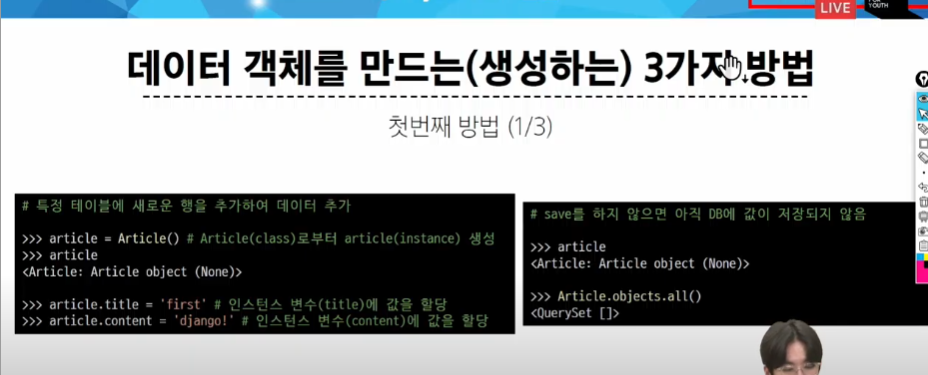 LIVE
YOUTH
데이터 객체를 만드는(생성하는) 3가지 방법
첫번째 방법 (1/3)
# 특정 테이블에 새로운 행을 추가하여 데이터 추가
>>> article = Article() # Article(class)로부터 article(instance) 생성
>>> article
<Article: Article object (None)>
>>> article.title = 'first' # 인스턴스 변수(title)에 값을 할당
>>> article.content = 'django!' # 인스턴스 변수(content)에 값을 할당
# save를 하지 않으면 아직 DB에 값이 저장되지 않음
>>> article
<Article: Article object (None)>
>>> Article.objects.all()
<QuerySet []>